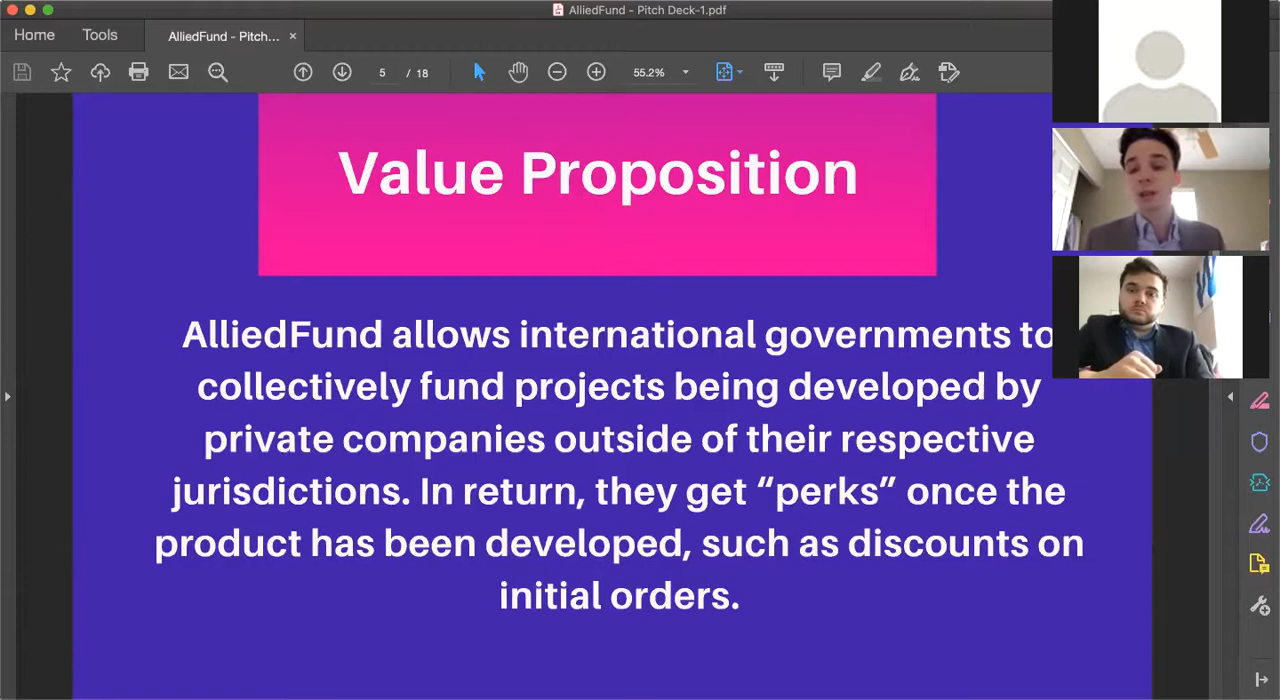 AlliedFund - Pitch Deck-1.pdf
Home
Tools
AlliedFund - Pitch...
×
5 / 18
55.2%
Value Proposition
AlliedFund allows international governments to
collectively fund projects being developed by
private companies outside of their respective
jurisdictions. In return, they get “perks” once the
product has been developed, such as discounts on
initial orders.